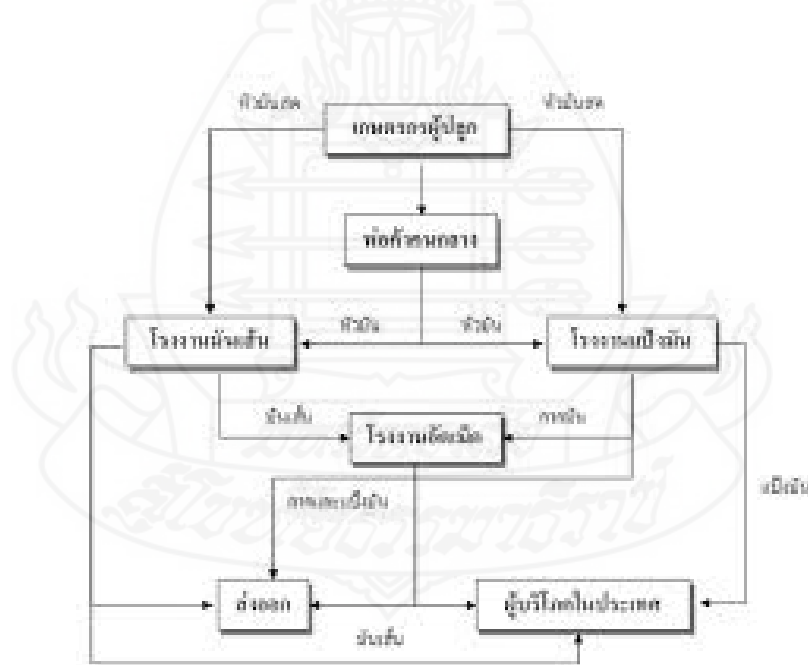 หัวมันสด
หัวมันสด
เกษตรกรผู้ปลูก
พ่อค้าคนกลาง
หัวมัน
หัวมัน
โรงงานมันเส้น
โรงงานแป้งมัน
มันเส้น
กากมัน
โรงงานอัดเม็ด
กากและแป้งมัน
แป้งมัน
ส่งออก
ผู้บริโภคในประเทศ
มันเส้น